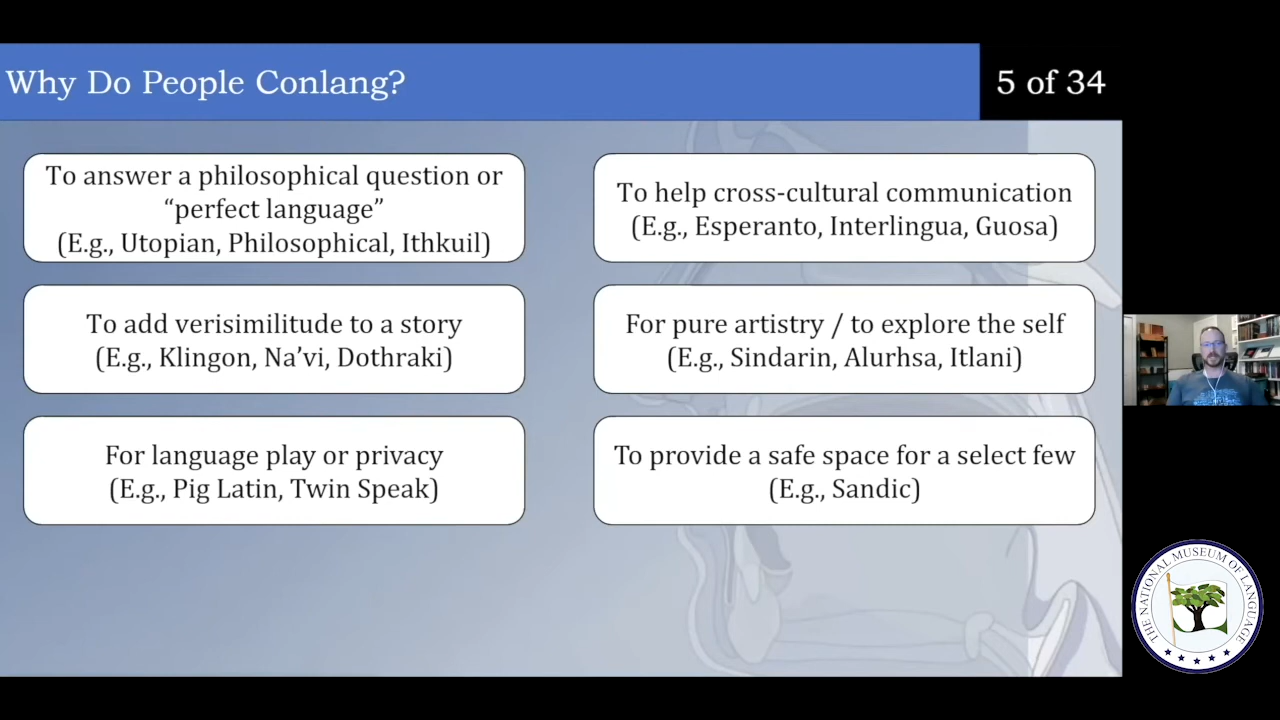 Why Do People Conlang?
5 of 34
To answer a philosophical question or
“perfect language”
(E.g., Utopian, Philosophical, Ithkuil)
To help cross-cultural communication
(E.g., Esperanto, Interlingua, Guosa)
To add verisimilitude to a story
(E.g., Klingon, Na’vi, Dothraki)
For pure artistry / to explore the self
(E.g., Sindarin, Alurhsa, Itlani)
For language play or privacy
(E.g., Pig Latin, Twin Speak)
To provide a safe space for a select few
(E.g., Sandic)
THE NATIONAL MUSEUM OF LANGUAGE